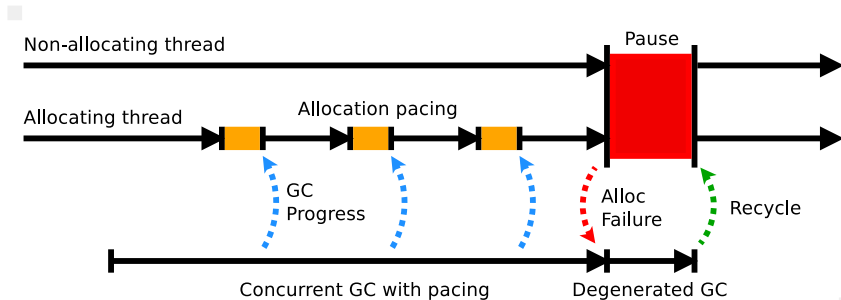 Pause
Non-allocating thread
Allocation pacing
Allocating thread
GC
Progress
Alloc
Failure
Recycle
Concurrent GC with pacing
Degenerated GC